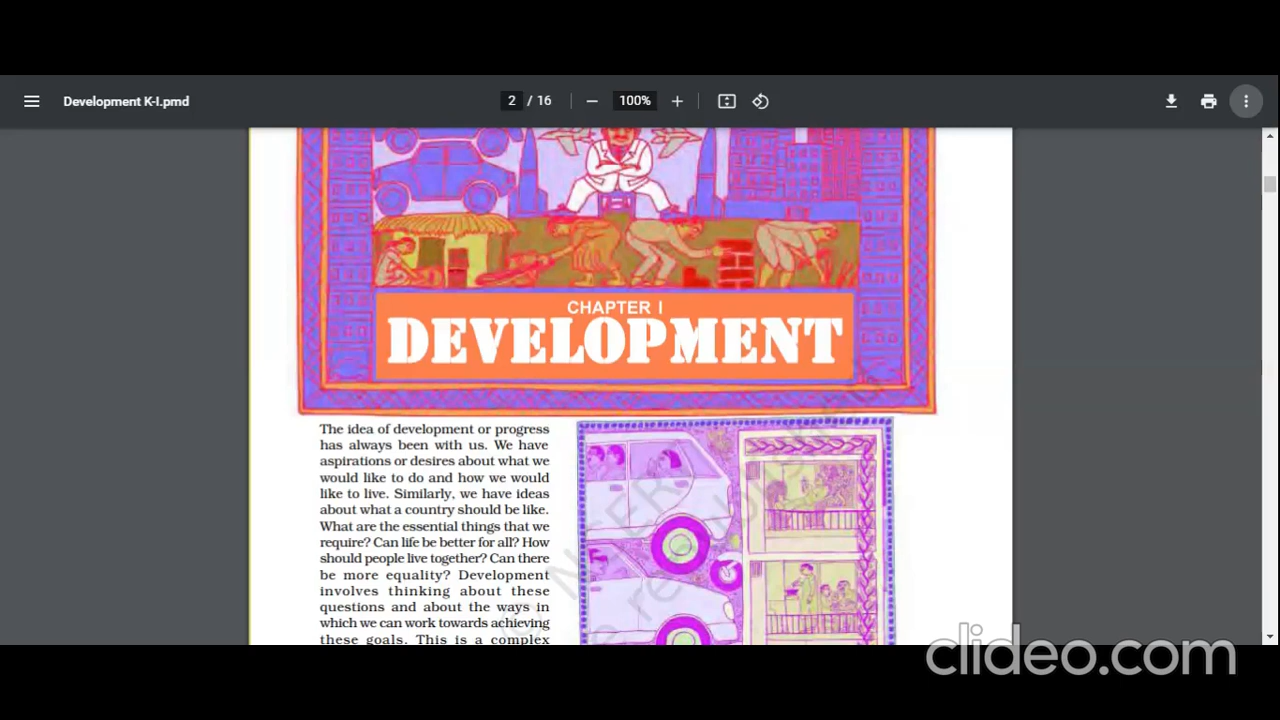 Development K-I.pmd
2 / 16
100%
CHAPTER I
DEVELOPMENT
The idea of development or progress
has always been with us. We have
aspirations or desires about what we
would like to do and how we would
like to live. Similarly, we have ideas
about what a country should be like.
What are the essential things that we
require? Can life be better for all? How
should people live together? Can there
be more equality? Development
involves thinking about these
questions and about the ways in
which we can work towards achieving
these goals. This is a complex
clideo.com